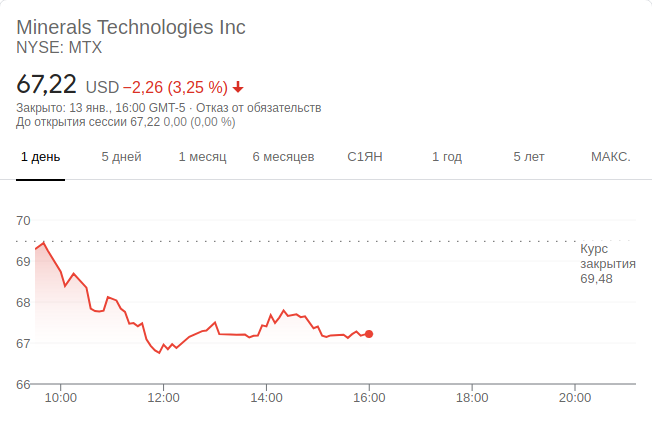 Minerals Technologies Inc
NYSE: MTX
67,22 USD −2,26 (3,25 %)
Закрыто: 13 янв., 16:00 GMT-5 · Отказ от обязательств
До открытия сессии 67,22 0,00 (0,00 %)
1 день 5 дней 1 месяц 6 месяцев С1ЯН 1 год 5 лет МАКС.
70
69
68
67
66
Курс
закрытия
69,48
10:00 12:00 14:00 16:00 18:00 20:00